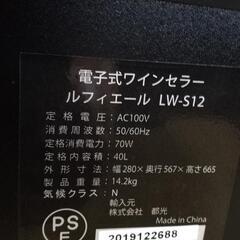 電子式ワインセラー
ルフィエール LW-S12
定格電圧：AC100V
消費周波数：50/60Hz
定格消費電力：70W
定格内容積：40L
外形寸法：幅280×奥行567×高さ665
製品重量：14.2kg
気候クラス：N
輸入元
株式会社 都光
Made in China
PS
E
2019122688